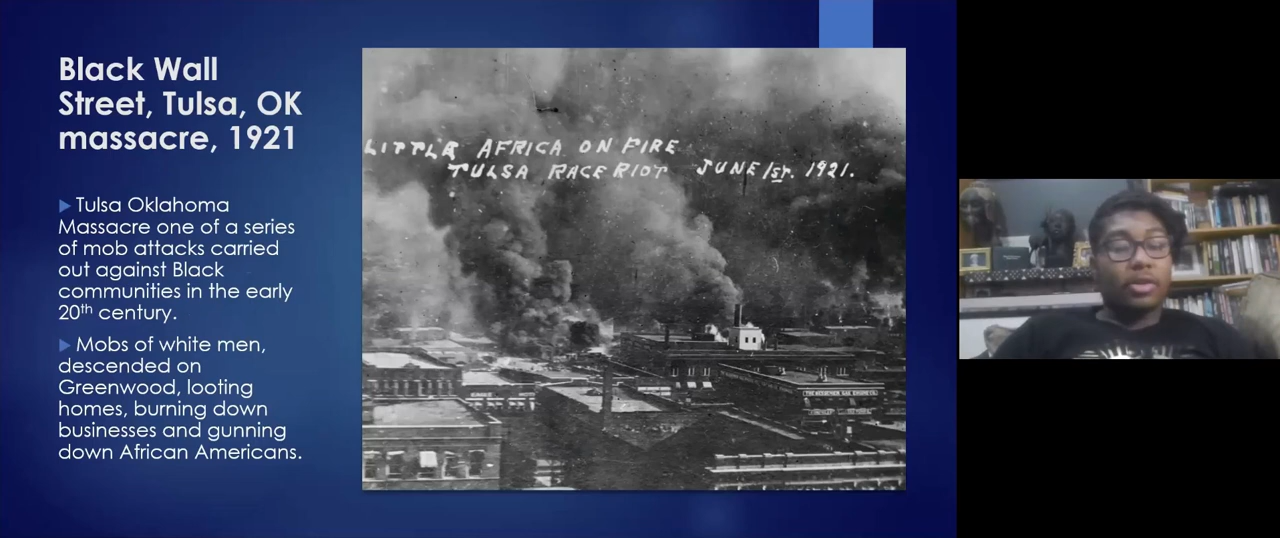 Black Wall
Street, Tulsa, OK
massacre, 1921
Tulsa Oklahoma
Massacre one of a series
of mob attacks carried
out against Black
communities in the early
20th century.
Mobs of white men,
descended on
Greenwood, looting
homes, burning down
businesses and gunning
down African Americans.
LITTLE AFRICA ON FIRE
TULSA RACE RIOT JUNE 1st. 1921.